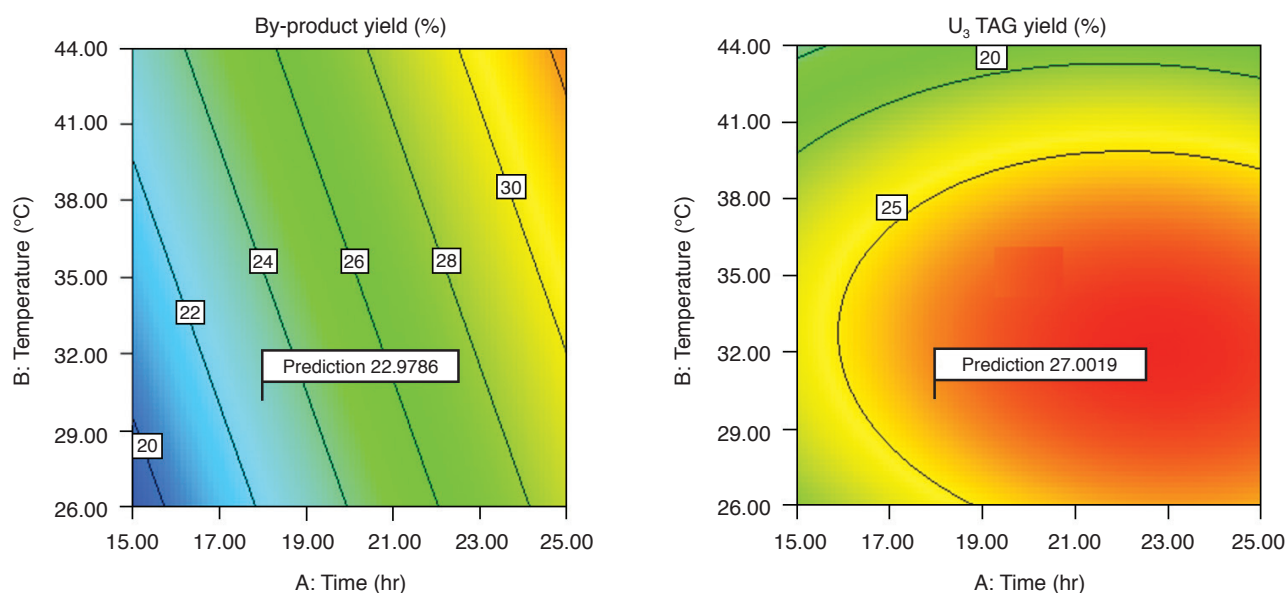 By-product yield (%)
44.00
41.00
38.00
35.00
32.00
29.00
26.00
B: Temperature (°C)
30
24
26
28
22
Prediction 22.9786
20
15.00 17.00 19.00 21.00 23.00 25.00
A: Time (hr)
U₃ TAG yield (%)
44.00
41.00
38.00
35.00
32.00
29.00
26.00
B: Temperature (°C)
20
25
Prediction 27.0019
15.00 17.00 19.00 21.00 23.00 25.00
A: Time (hr)